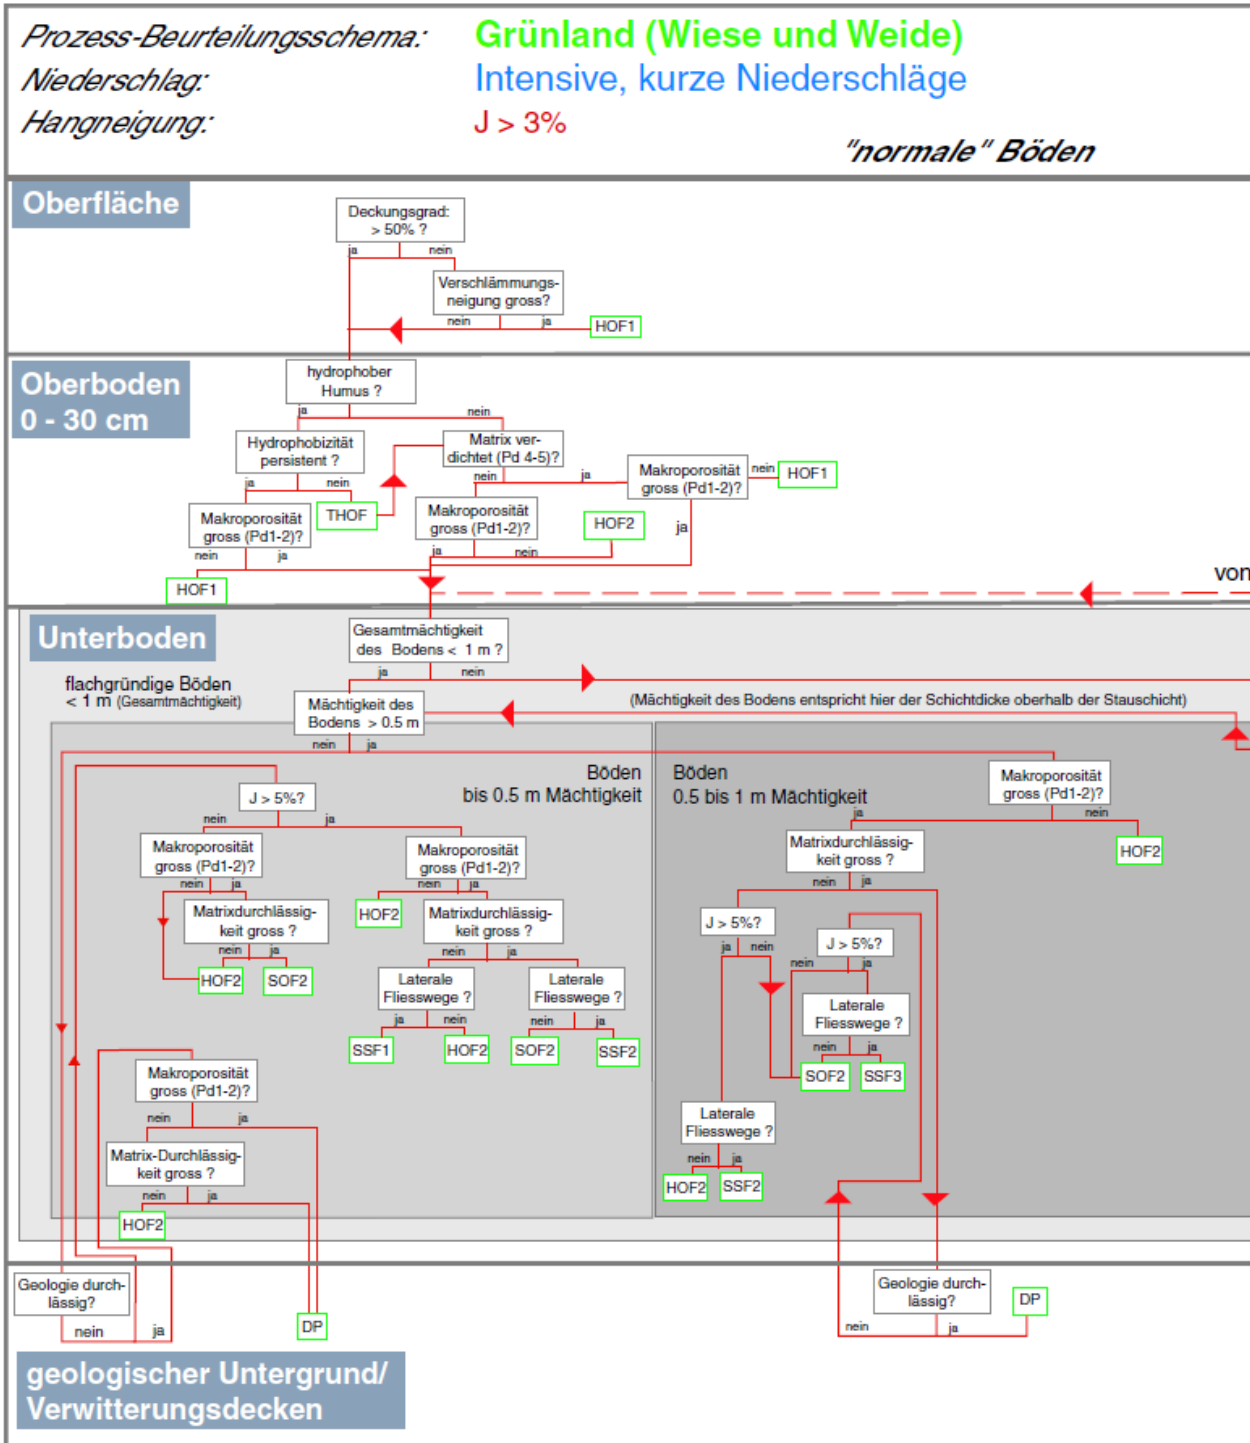 Prozess-Beurteilungsschema: Grünland (Wiese und Weide)
Niederschlag: Intensive, kurze Niederschläge
Hangneigung: J > 3%
"normale" Böden
Oberfläche
Deckungsgrad:
> 50% ?
ja nein
Verschlämmungs-
neigung gross?
nein ja
HOF1
Oberboden
0 - 30 cm
hydrophober
Humus ?
ja nein
Hydrophobizität
persistent ?
ja nein
Matrix ver-
dichtet (Pd 4-5)?
nein ja
Makroporosität
gross (Pd1-2)?
nein
HOF1
ja
Makroporosität
gross (Pd1-2)?
nein ja
THOF
Makroporosität
gross (Pd1-2)?
ja nein
HOF2
HOF1
von
Unterboden
Gesamtmächtigkeit
des Bodens < 1 m ?
ja nein
flachgründige Böden
< 1 m (Gesamtmächtigkeit)
Mächtigkeit des
Bodens > 0.5 m
nein ja
(Mächtigkeit des Bodens entspricht hier der Schichtdicke oberhalb der Stauschicht)
Böden
bis 0.5 m Mächtigkeit
J > 5%?
nein ja
Makroporosität
gross (Pd1-2)?
nein ja
Matrixdurchlässig-
keit gross ?
nein ja
HOF2
SOF2
Makroporosität
gross (Pd1-2)?
nein ja
HOF2
Matrixdurchlässig-
keit gross ?
nein ja
Laterale
Fliesswege ?
ja nein
SSF1
HOF2
Laterale
Fliesswege ?
nein ja
SOF2
SSF2
Makroporosität
gross (Pd1-2)?
nein ja
Matrix-Durchlässig-
keit gross ?
nein ja
HOF2
Böden
0.5 bis 1 m Mächtigkeit
Makroporosität
gross (Pd1-2)?
ja nein
HOF2
Matrixdurchlässig-
keit gross ?
nein ja
J > 5%?
ja nein
J > 5%?
nein ja
Laterale
Fliesswege ?
nein ja
SOF2
SSF3
Laterale
Fliesswege ?
nein ja
HOF2
SSF2
Geologie durch-
lässig?
nein ja
DP
Geologie durch-
lässig?
nein ja
DP
geologischer Untergrund/
Verwitterungsdecken